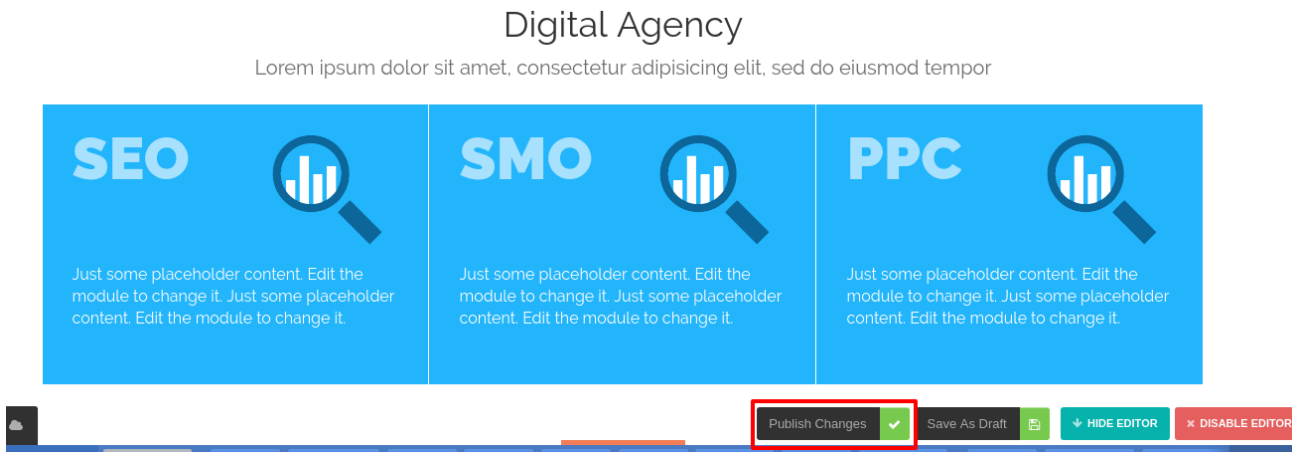 Digital Agency
Lorem ipsum dolor sit amet, consectetur adipisicing elit, sed do eiusmod tempor
SEO
Just some placeholder content. Edit the
module to change it. Just some placeholder
content. Edit the module to change it.
SMO
Just some placeholder content. Edit the
module to change it. Just some placeholder
content. Edit the module to change it.
PPC
Just some placeholder content. Edit the
module to change it. Just some placeholder
content. Edit the module to change it.
Publish Changes
Save As Draft
HIDE EDITOR
DISABLE EDITOR